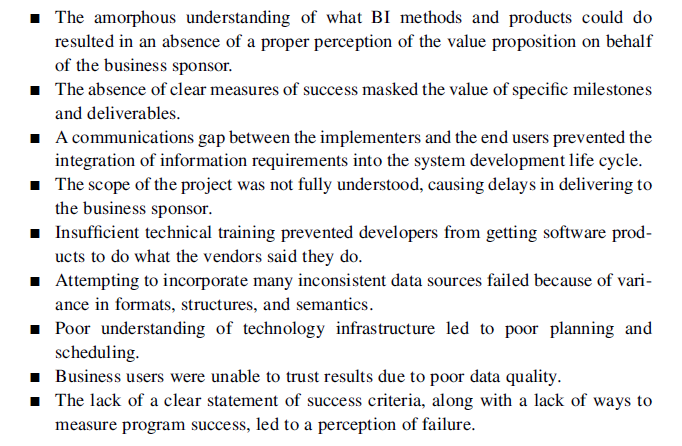 ■ The amorphous understanding of what BI methods and products could do
resulted in an absence of a proper perception of the value proposition on behalf
of the business sponsor.
■ The absence of clear measures of success masked the value of specific milestones
and deliverables.
■ A communications gap between the implementers and the end users prevented the
integration of information requirements into the system development life cycle.
■ The scope of the project was not fully understood, causing delays in delivering to
the business sponsor.
■ Insufficient technical training prevented developers from getting software prod-
ucts to do what the vendors said they do.
■ Attempting to incorporate many inconsistent data sources failed because of vari-
ance in formats, structures, and semantics.
■ Poor understanding of technology infrastructure led to poor planning and
scheduling.
■ Business users were unable to trust results due to poor data quality.
■ The lack of a clear statement of success criteria, along with a lack of ways to
measure program success, led to a perception of failure.